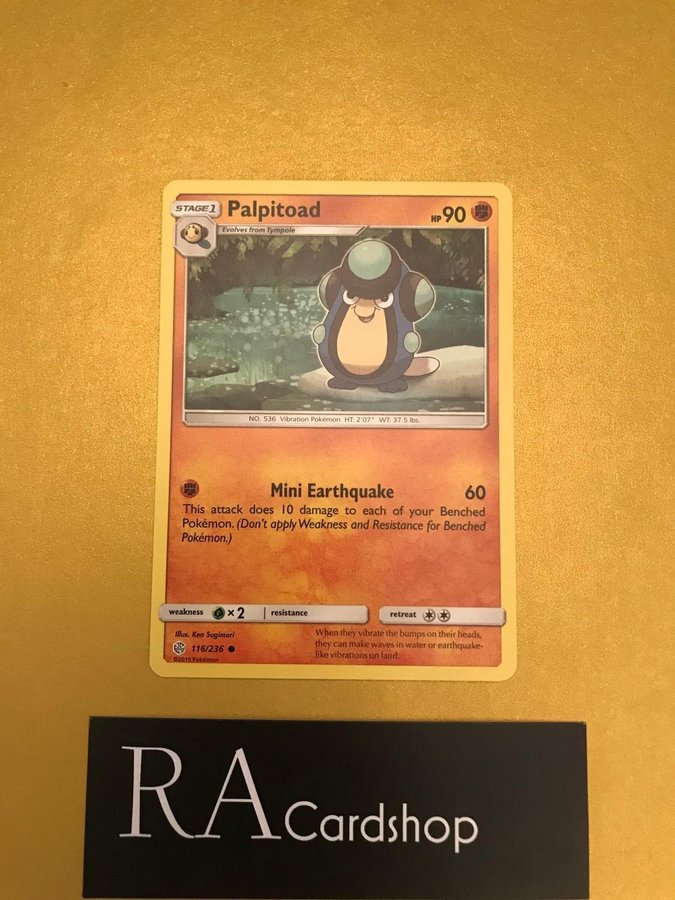 STAGE 1 Palpitoad HP 90
Evolves from Tympole
NO. 536 Vibration Pokémon HT: 2'07" WT: 37.5 lbs.
Mini Earthquake 60
This attack does 10 damage to each of your Benched
Pokémon. (Don't apply Weakness and Resistance for Benched
Pokémon.)
weakness ×2 resistance retreat
Illus. Ken Sugimori
116/236
©2019 Pokémon
When they vibrate the bumps on their heads,
they can make waves in water or earthquake-
like vibrations on land.
RA Cardshop